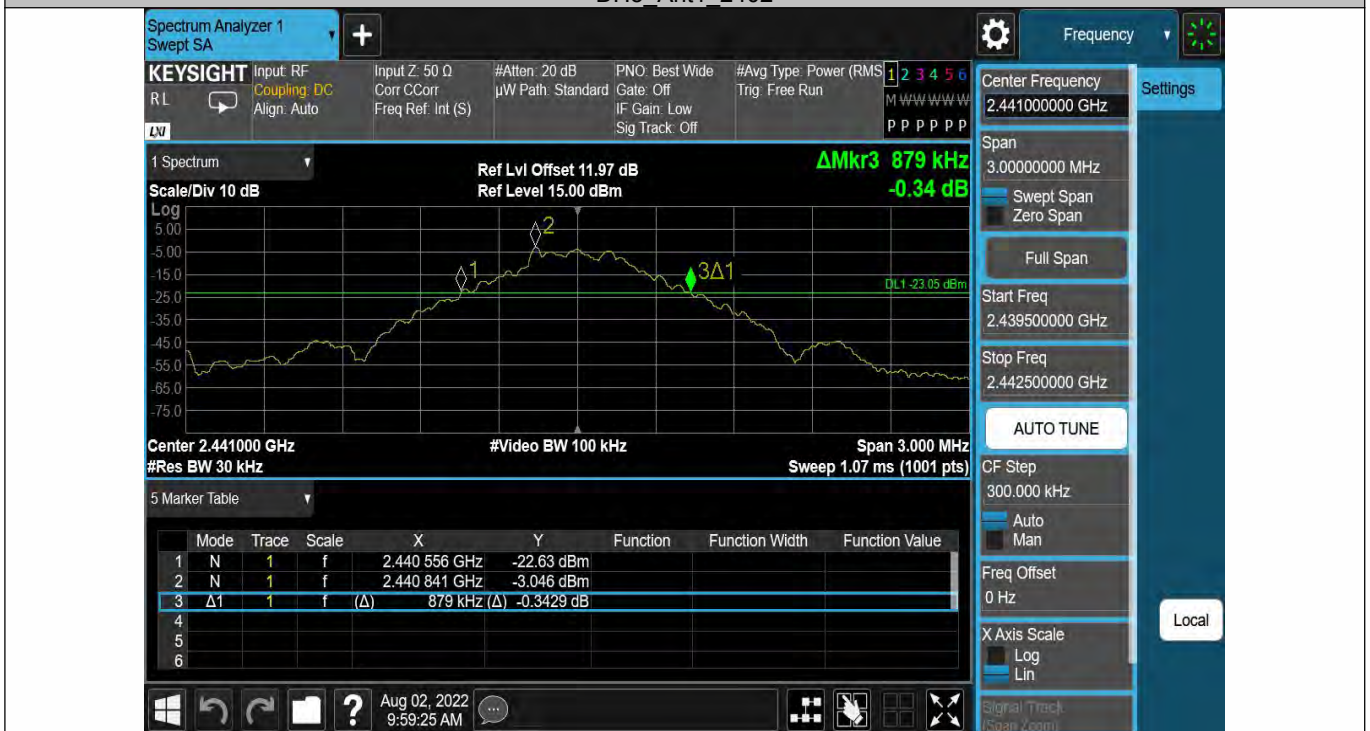 Spectrum Analyzer 1
Swept SA
+
Frequency
KEYSIGHT
RL
LXI
Input: RF
Coupling: DC
Align: Auto
Input Z: 50 Ω
Corr CCorr
Freq Ref: Int (S)
#Atten: 20 dB
µW Path: Standard
PNO: Best Wide
Gate: Off
IF Gain: Low
Sig Track: Off
#Avg Type: Power (RMS
Trig: Free Run
1 2 3 4 5 6
M W W W W W
P P P P P P
Center Frequency
2.441000000 GHz
Settings
Span
3.00000000 MHz
Swept Span
Zero Span
Full Span
Start Freq
2.439500000 GHz
Stop Freq
2.442500000 GHz
AUTO TUNE
CF Step
300.000 kHz
Auto
Man
Freq Offset
0 Hz
X Axis Scale
Log
Lin
Signal Track
(Span Zoom)
Local
1 Spectrum
Scale/Div 10 dB
Ref Lvl Offset 11.97 dB
Ref Level 15.00 dBm
ΔMkr3 879 kHz
-0.34 dB
Log
5.00
-5.00
-15.0
-25.0
-35.0
-45.0
-55.0
-65.0
-75.0
2
1
3Δ1
DL1 -23.05 dBm
Center 2.441000 GHz
#Video BW 100 kHz
Span 3.000 MHz
#Res BW 30 kHz
Sweep 1.07 ms (1001 pts)
5 Marker Table
Mode Trace Scale X Y Function Function Width Function Value
1 N 1 f 2.440 556 GHz -22.63 dBm
2 N 1 f 2.440 841 GHz -3.046 dBm
3 Δ1 1 f (Δ) 879 kHz (Δ) -0.3429 dB
4
5
6
?
Aug 02, 2022
9:59:25 AM